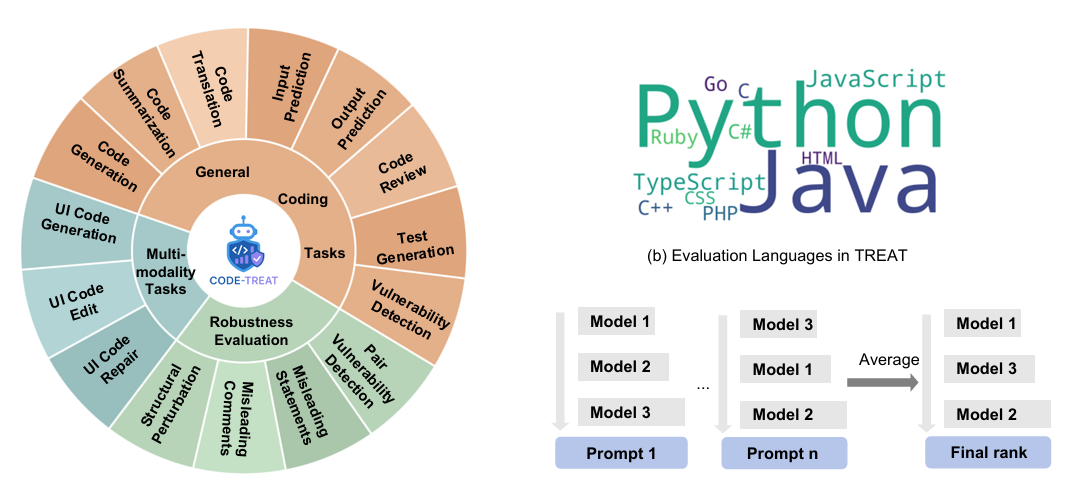 Code
Translation
Input
Prediction
Output
Prediction
Code
Review
Test
Generation
Vulnerability
Detection
Pair
Vulnerability
Detection
Misleading
Statements
Misleading
Comments
Structural
Perturbation
UI Code
Repair
UI Code
Edit
UI Code
Generation
Code
Generation
Code
Summarization
General
Coding
Tasks
Robustness
Evaluation
Multi-
modality
Tasks
</>
CODE-TREAT
Go
C
JavaScript
Python
Ruby
C#
HTML
Java
TypeScript
CSS
C++
PHP
(b) Evaluation Languages in TREAT
Model 1
Model 2
Model 3
Prompt 1
...
Model 3
Model 1
Model 2
Prompt n
Average
Model 1
Model 3
Model 2
Final rank